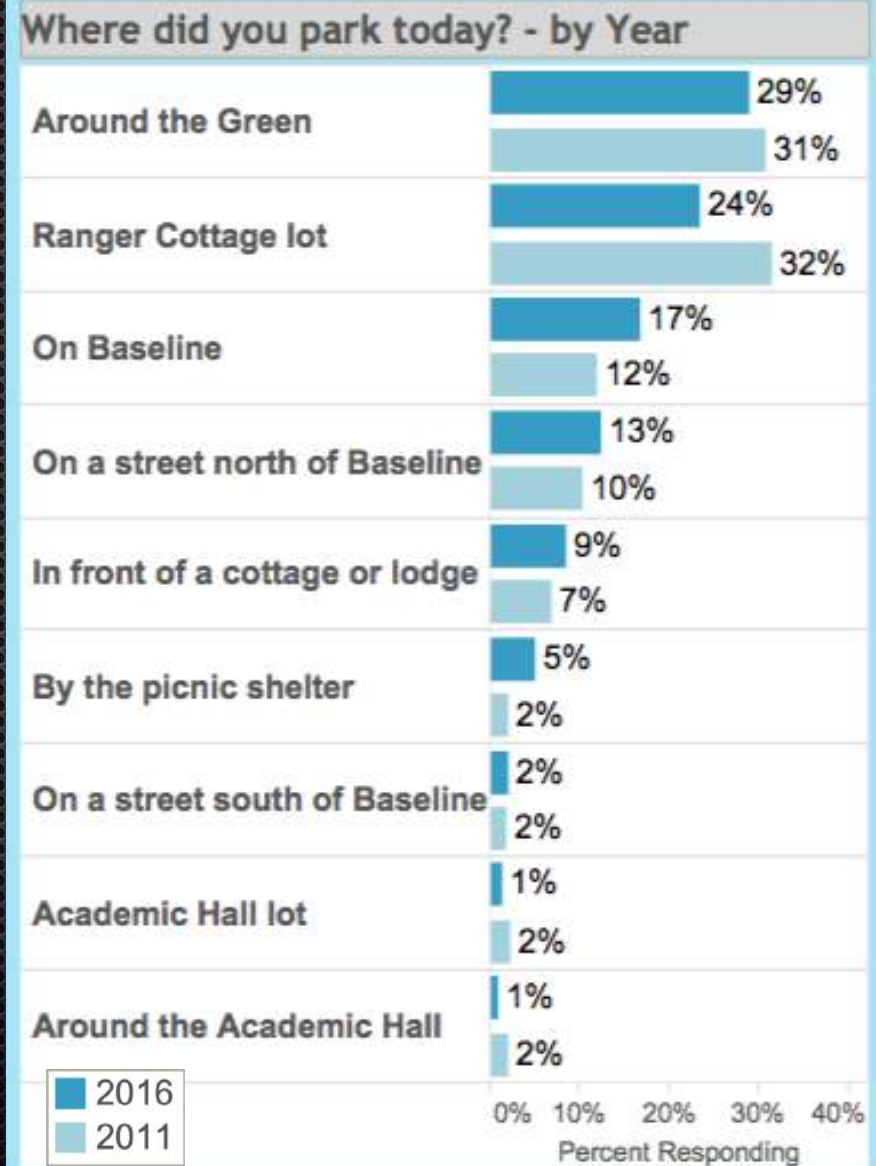 Where did you park today? - by Year
Around the Green
29%
31%
Ranger Cottage lot
24%
32%
On Baseline
17%
12%
On a street north of Baseline
13%
10%
In front of a cottage or lodge
9%
7%
By the picnic shelter
5%
2%
On a street south of Baseline
2%
2%
Academic Hall lot
1%
2%
Around the Academic Hall
1%
2%
2016
2011
0% 10% 20% 30% 40%
Percent Responding